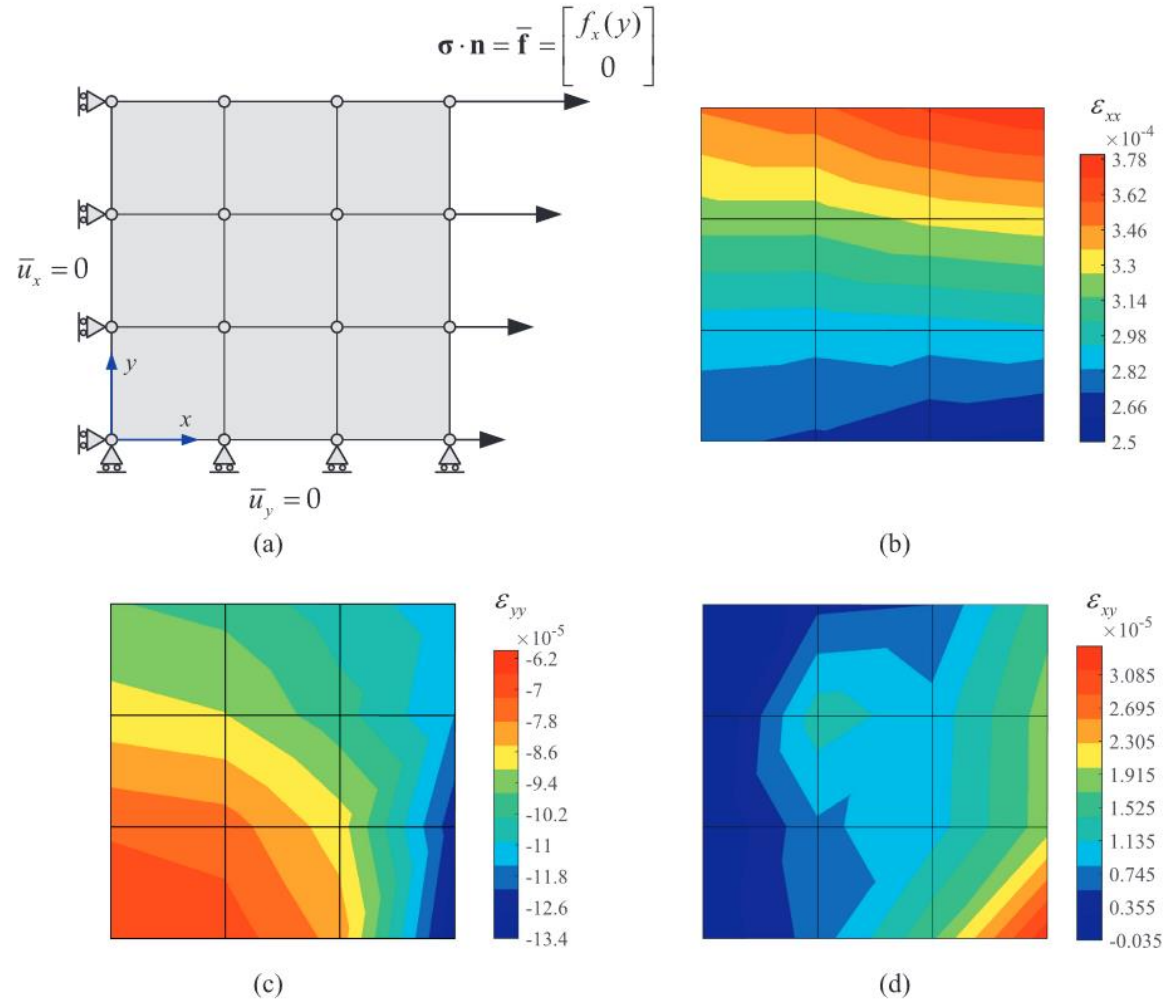 (a)
σ · n = f̄ = [f_x(y)
0]
ū_x = 0
y
x
ū_y = 0
ε_xx
×10⁻⁴
3.78
3.62
3.46
3.3
3.14
2.98
2.82
2.66
2.5
(a)
(b)
ε_yy
×10⁻⁵
-6.2
-7
-7.8
-8.6
-9.4
-10.2
-11
-11.8
-12.6
-13.4
ε_xy
×10⁻⁵
3.085
2.695
2.305
1.915
1.525
1.135
0.745
0.355
-0.035
(c)
(d)